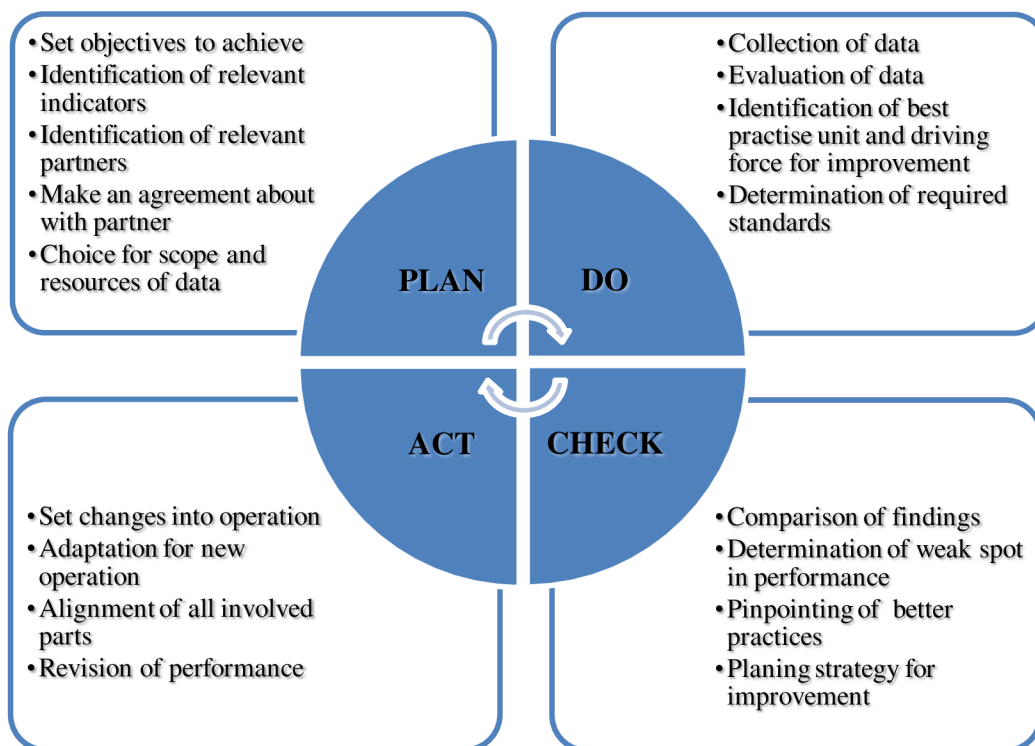 • Set objectives to achieve
• Identification of relevant
indicators
• Identification of relevant
partners
• Make an agreement about
with partner
• Choice for scope and
resources of data
• Collection of data
• Evaluation of data
• Identification of best
practise unit and driving
force for improvement
• Determination of required
standards
PLAN
DO
ACT
CHECK
• Set changes into operation
• Adaptation for new
operation
• Alignment of all involved
parts
• Revision of performance
• Comparison of findings
• Determination of weak spot
in performance
• Pinpointing of better
practices
• Planing strategy for
improvement